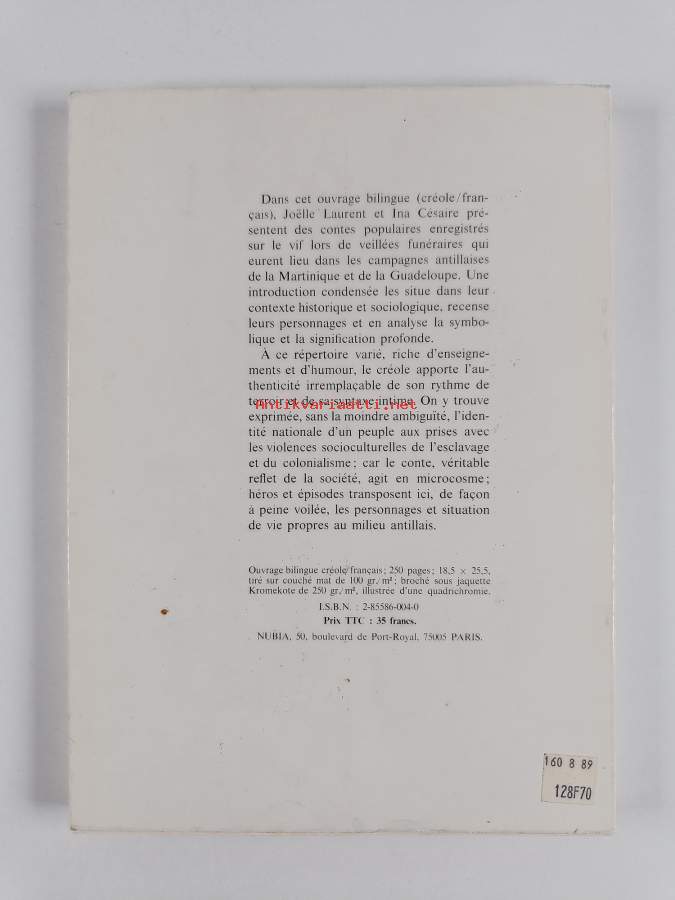 Dans cet ouvrage bilingue (créole/fran-
çais), Joëlle Laurent et Ina Césaire pré-
sentent des contes populaires enregistrés
sur le vif lors de veillées funéraires qui
eurent lieu dans les campagnes antillaises
de la Martinique et de la Guadeloupe. Une
introduction condensée les situe dans leur
contexte historique et sociologique, recense
leurs personnages et en analyse la symbo-
lique et la signification profonde.
À ce répertoire varié, riche d'enseigne-
ments et d'humour, le créole apporte l'au-
thenticité irremplaçable de son rythme de
terroir et de sa syntaxe intime. On y trouve
Antikvariaatti.net
exprimée, sans la moindre ambiguïté, l'iden-
tité nationale d'un peuple aux prises avec
les violences socioculturelles de l'esclavage
et du colonialisme; car le conte, véritable
reflet de la société, agit en microcosme;
héros et épisodes transposent ici, de façon
à peine voilée, les personnages et situation
de vie propres au milieu antillais.
Ouvrage bilingue créole/français; 250 pages; 18,5 × 25,5,
tiré sur couché mat de 100 gr./m²; broché sous jaquette
Kromekote de 250 gr./m², illustrée d'une quadrichromie.
I.S.B.N. : 2-85586-004-0
Prix TTC : 35 francs.
NUBIA, 50, boulevard de Port-Royal, 75005 PARIS.
160 8 89
128F70